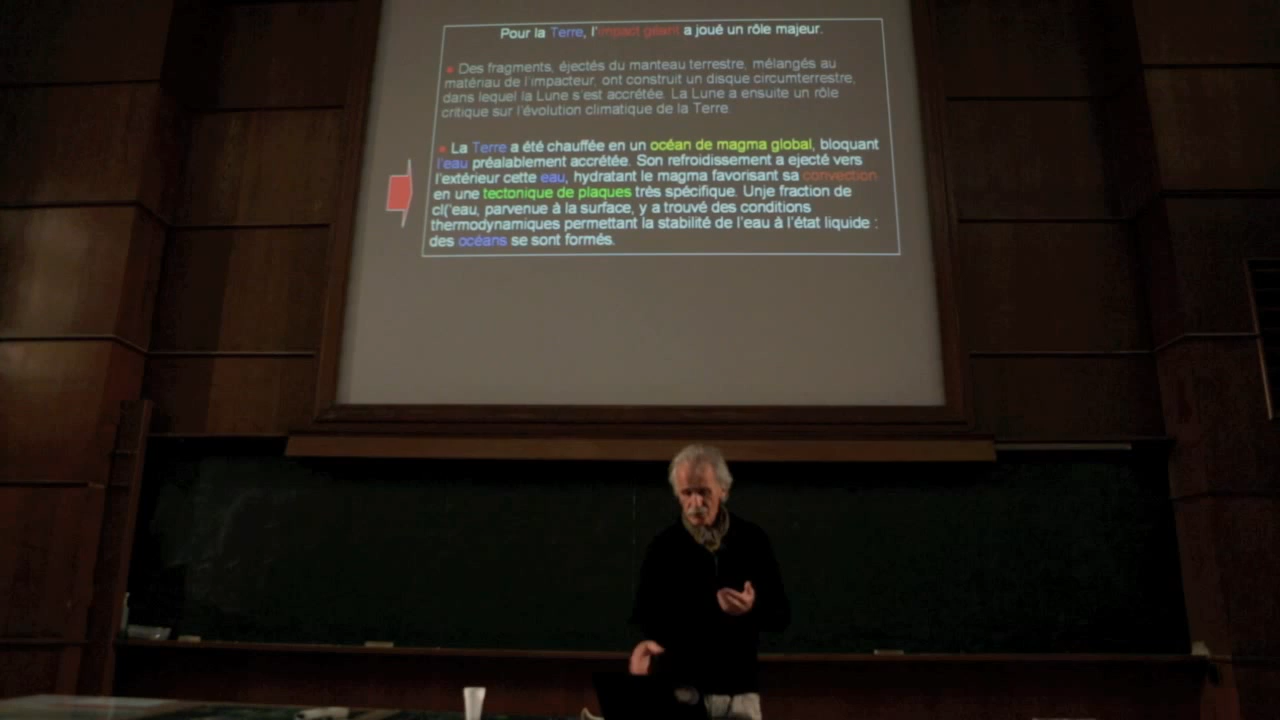 Pour la Terre, l'impact géant a joué un rôle majeur.
• Des fragments, éjectés du manteau terrestre, mélangés au
matériau de l'impacteur, ont construit un disque circumterrestre,
dans lequel la Lune s'est accrétée. La Lune a ensuite un rôle
critique sur l'évolution climatique de la Terre.
• La Terre a été chauffée en un océan de magma global, bloquant
l'eau préalablement accrétée. Son refroidissement a ejecté vers
l'extérieur cette eau, hydratant le magma favorisant sa convection
en une tectonique de plaques très spécifique. Unje fraction de
cl('eau, parvenue à la surface, y a trouvé des conditions
thermodynamiques permettant la stabilité de l'eau à l'état liquide :
des océans se sont formés.